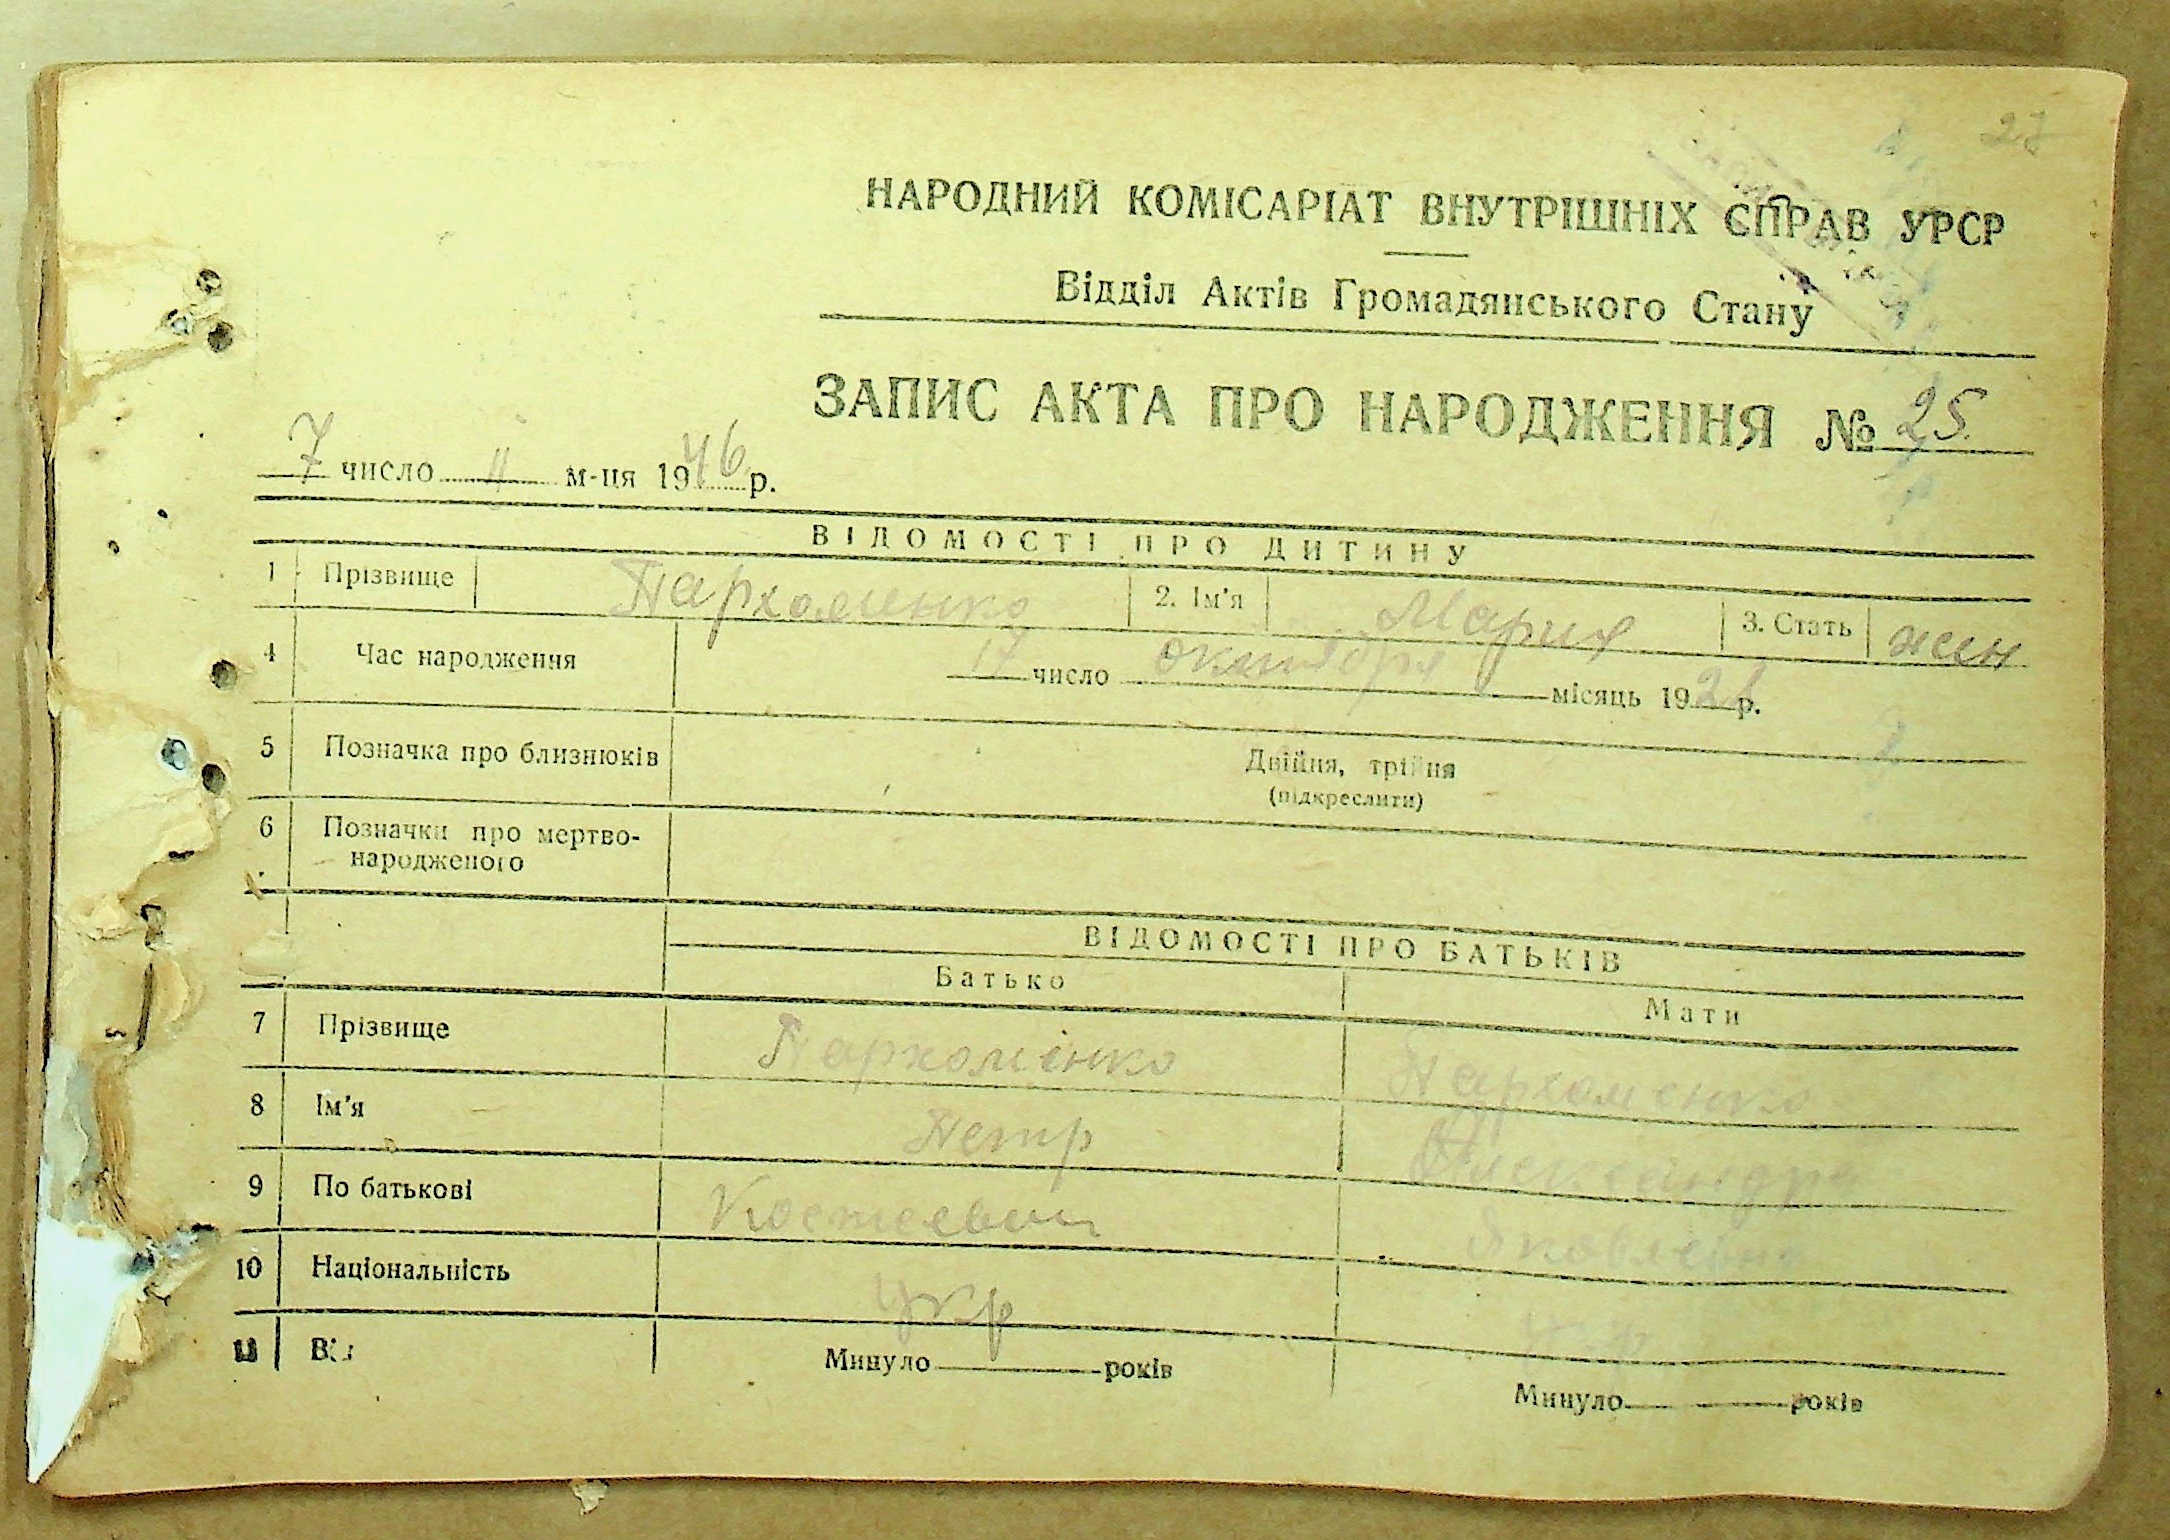 НАРОДНИЙ КОМІСАРІАТ ВНУТРІШНІХ СПРАВ УРСР
Відділ Актів Громадянського Стану
ЗАПИС АКТА ПРО НАРОДЖЕННЯ № 25.
7 число II м-ця 1946 р.
ВІДОМОСТІ ПРО ДИТИНУ
1 Прізвище Пархоменко 2. Ім'я Мария 3. Стать жен
4 Час народження 17 число октября місяць 192 р.
5 Позначка про близнюків Двійня, трійня
(підкреслити)
6 Позначки про мертво-
народженого
ВІДОМОСТІ ПРО БАТЬКІВ
Батько Мати
7 Прізвище Пархоменко Пархоменко
8 Ім'я Петр Александра
9 По батькові Яковлевна
10 Національність Укр
11 Минуло років Минуло років